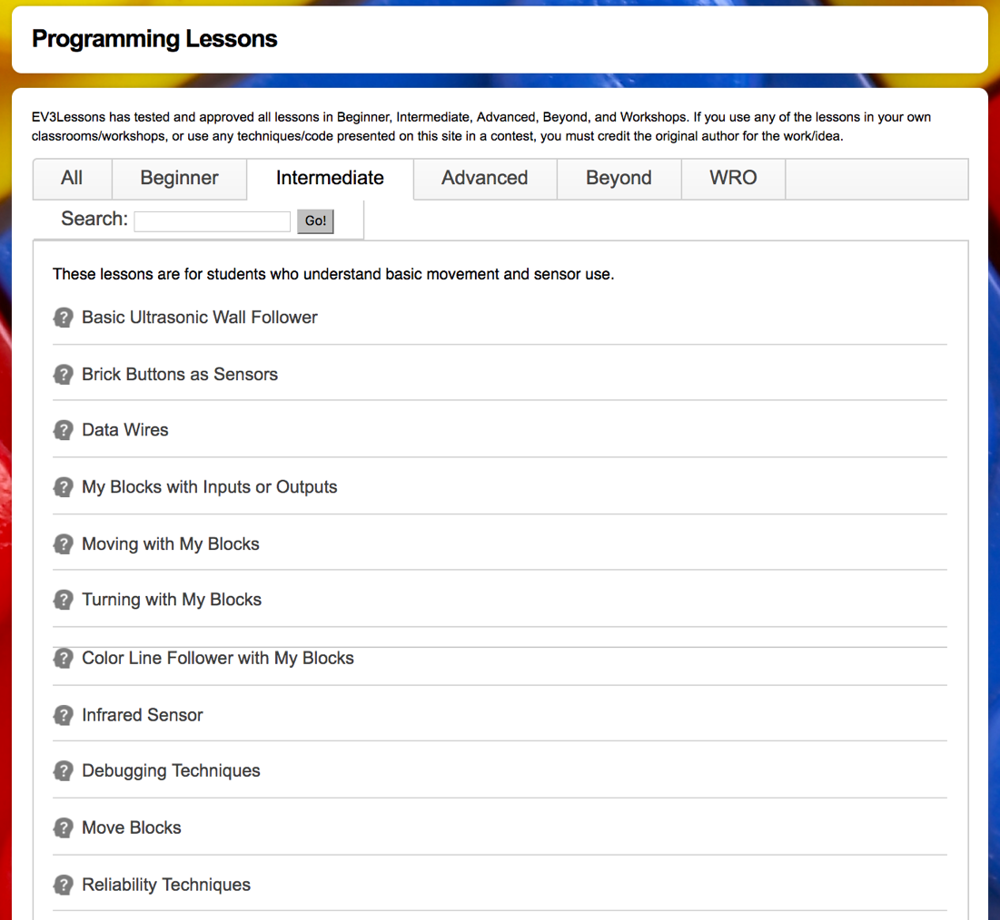 Programming Lessons
EV3Lessons has tested and approved all lessons in Beginner, Intermediate, Advanced, Beyond, and Workshops. If you use any of the lessons in your own
classrooms/workshops, or use any techniques/code presented on this site in a contest, you must credit the original author for the work/idea.
All Beginner Intermediate Advanced Beyond WRO
Search: Go!
These lessons are for students who understand basic movement and sensor use.
? Basic Ultrasonic Wall Follower
? Brick Buttons as Sensors
? Data Wires
? My Blocks with Inputs or Outputs
? Moving with My Blocks
? Turning with My Blocks
? Color Line Follower with My Blocks
? Infrared Sensor
? Debugging Techniques
? Move Blocks
? Reliability Techniques